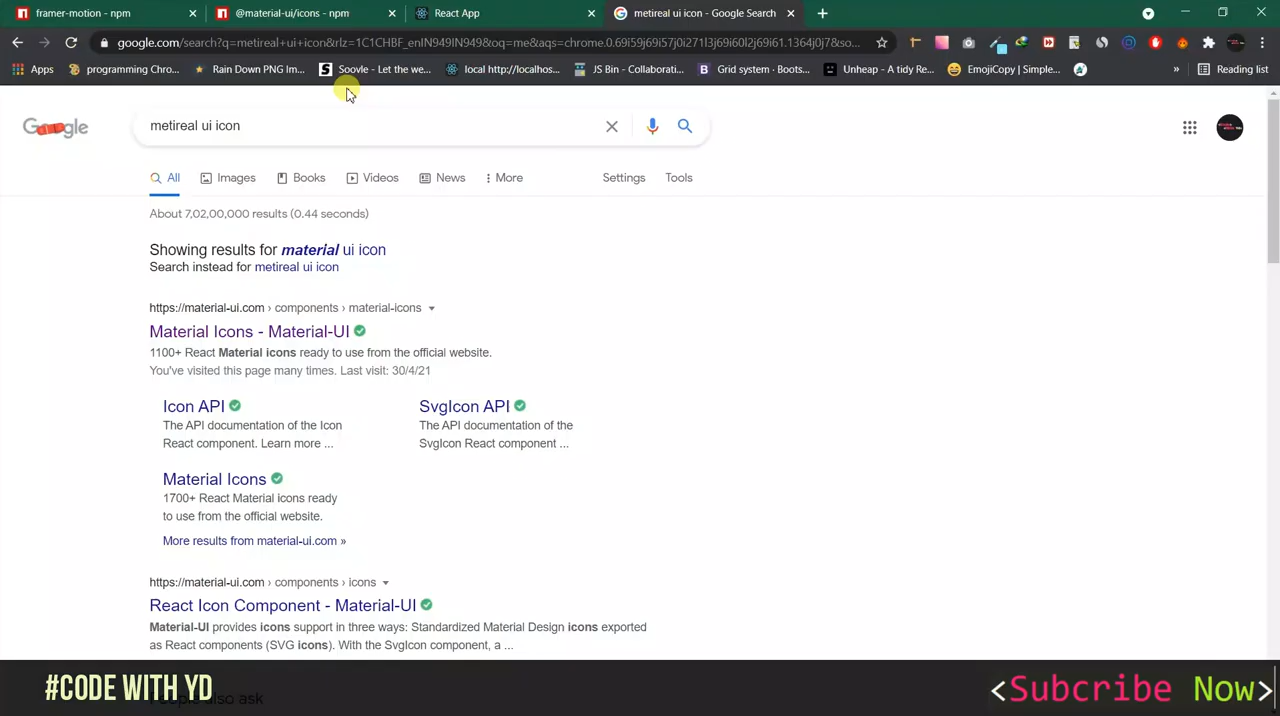 framer-motion - npm
@material-ui/icons - npm
React App
metireal ui icon - Google Search
google.com/search?q=metireal+ui+icon&rlz=1C1CHBF_enIN949IN949&oq=me&aqs=chrome.0.69i59j69i57j0i271l3j69i60l2j69i61.1364j0j7&so...
Apps
programming Chro...
Rain Down PNG Im...
Soovle - Let the we...
local http://localhos...
JS Bin - Collaborati...
Grid system · Boots...
Unheap - A tidy Re...
EmojiCopy | Simple...
Reading list
metireal ui icon
All
Images
Books
Videos
News
More
Settings
Tools
About 7,02,00,000 results (0.44 seconds)
Showing results for material ui icon
Search instead for metireal ui icon
https://material-ui.com › components › material-icons
Material Icons - Material-UI
1100+ React Material icons ready to use from the official website.
You've visited this page many times. Last visit: 30/4/21
Icon API
The API documentation of the Icon
React component. Learn more ...
SvgIcon API
The API documentation of the
SvgIcon React component ...
Material Icons
1700+ React Material icons ready
to use from the official website.
More results from material-ui.com »
https://material-ui.com › components › icons
React Icon Component - Material-UI
Material-UI provides icons support in three ways: Standardized Material Design icons exported
as React components (SVG icons). With the SvgIcon component, a ...
People also ask
#CODE WITH YD
<Subcribe Now>